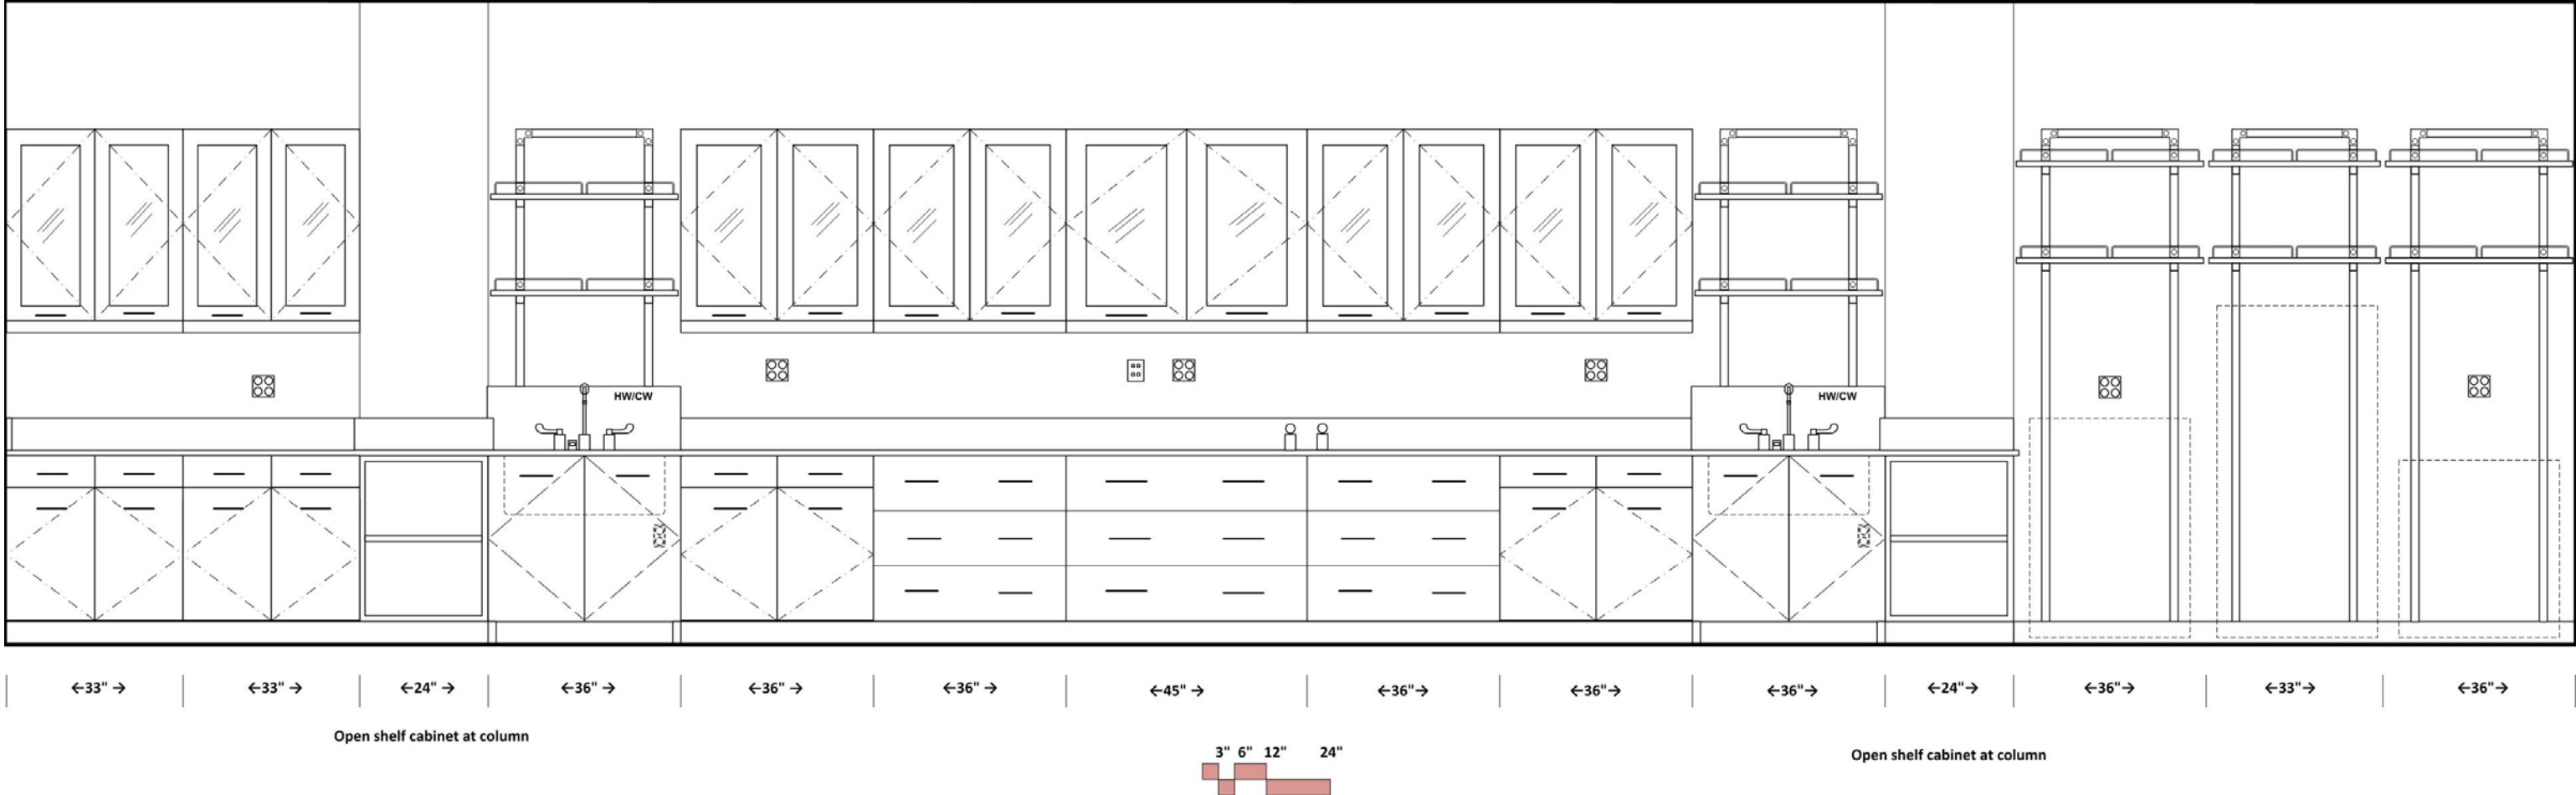 HW/CW HW/CW
←33" → ←33" → ←24" → ←36" → ←36" → ←36" → ←45" → ←36"→ ←36"→ ←36"→ ←24"→ ←36"→ ←33"→ ←36"→
Open shelf cabinet at column
3" 6" 12" 24"
Open shelf cabinet at column